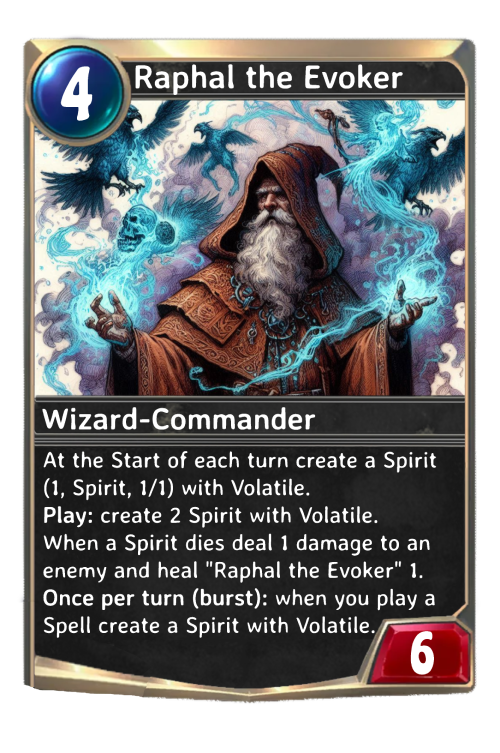 4
Raphal the Evoker
Wizard-Commander
At the Start of each turn create a Spirit
(1, Spirit, 1/1) with Volatile.
Play: create 2 Spirit with Volatile.
When a Spirit dies deal 1 damage to an
enemy and heal "Raphal the Evoker" 1.
Once per turn (burst): when you play a
Spell create a Spirit with Volatile.
6